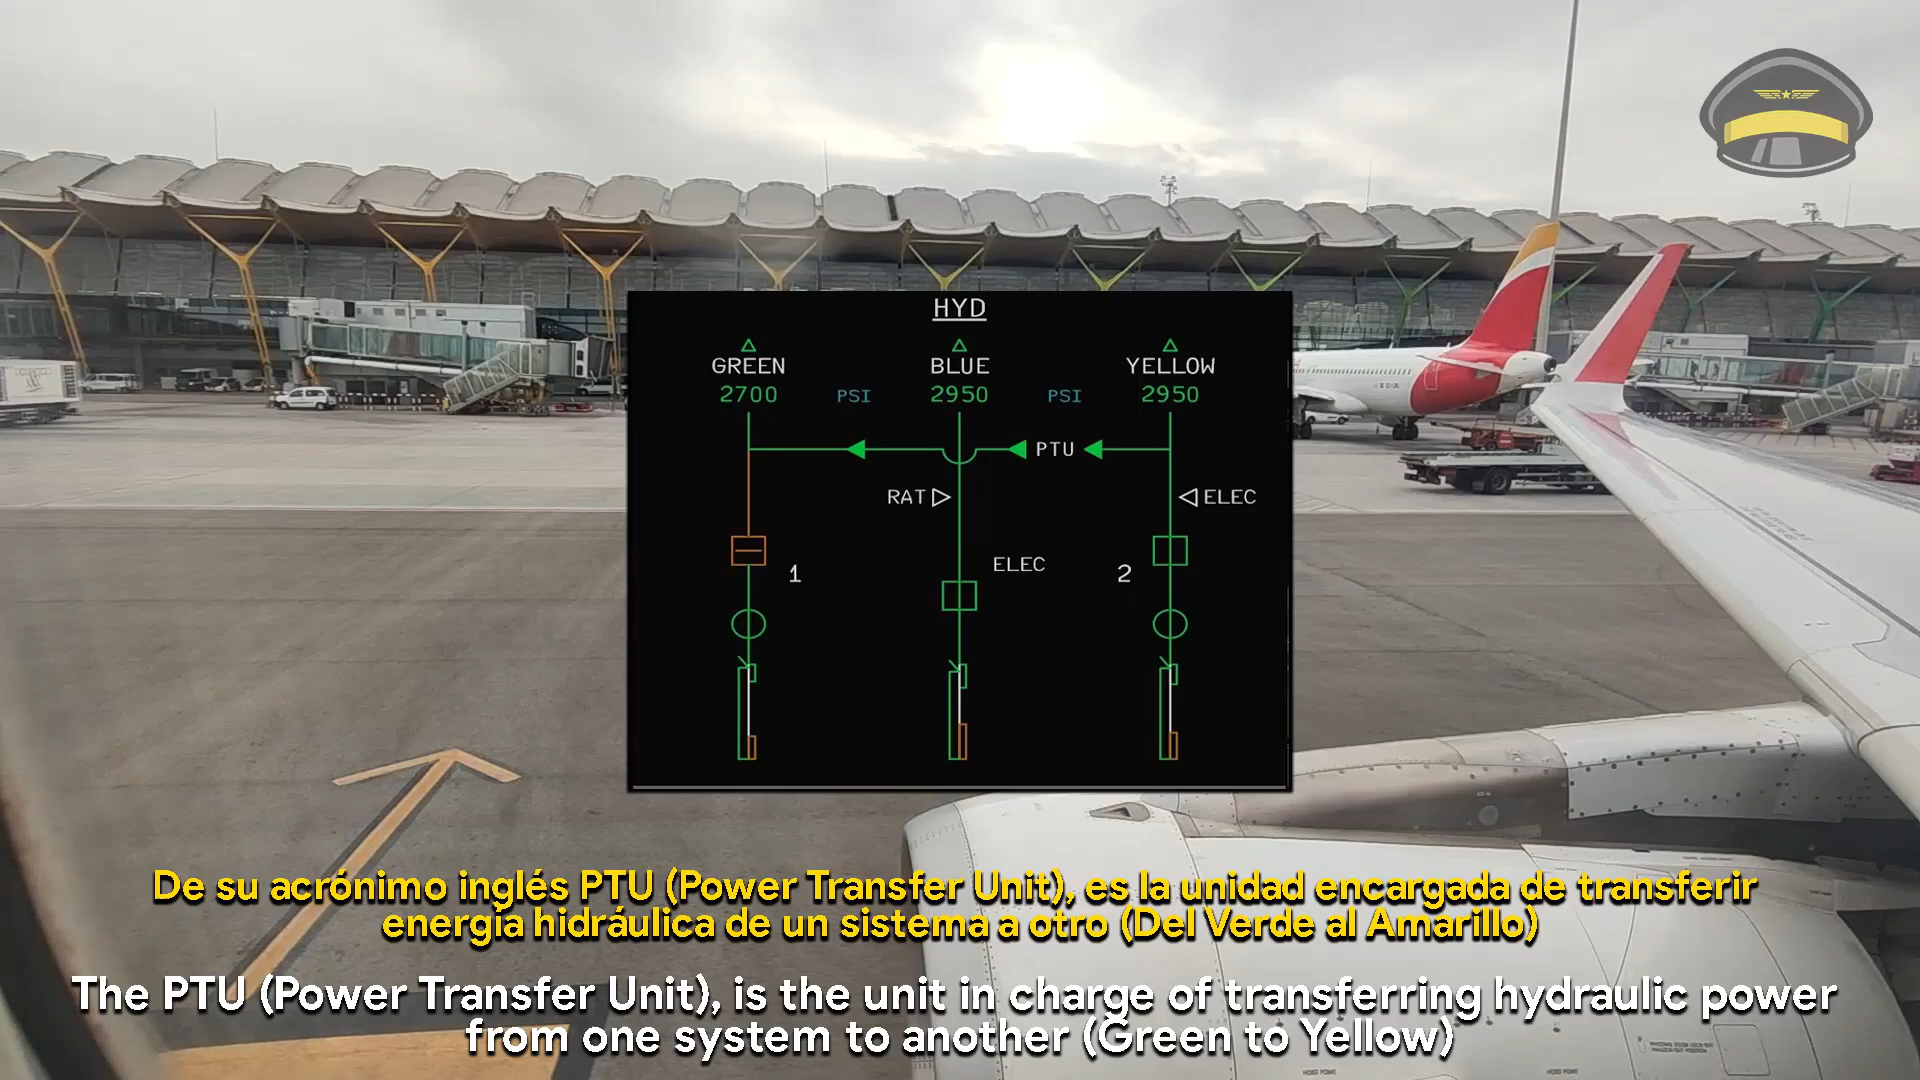 HYD
GREEN BLUE YELLOW
2700 PSI 2950 PSI 2950
PTU
RAT ELEC
ELEC
1 2
De su acrónimo inglés PTU (Power Transfer Unit), es la unidad encargada de transferir
energía hidráulica de un sistema a otro (Del Verde al Amarillo)
The PTU (Power Transfer Unit), is the unit in charge of transferring hydraulic power
from one system to another (Green to Yellow)